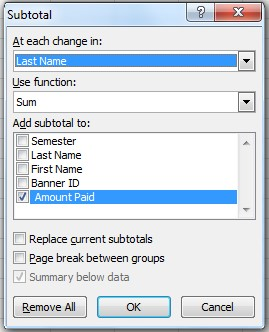 Subtotal
At each change in:
Last Name
Use function:
Sum
Add subtotal to:
Semester
Last Name
First Name
Banner ID
Amount Paid
Replace current subtotals
Page break between groups
Summary below data
Remove All OK Cancel